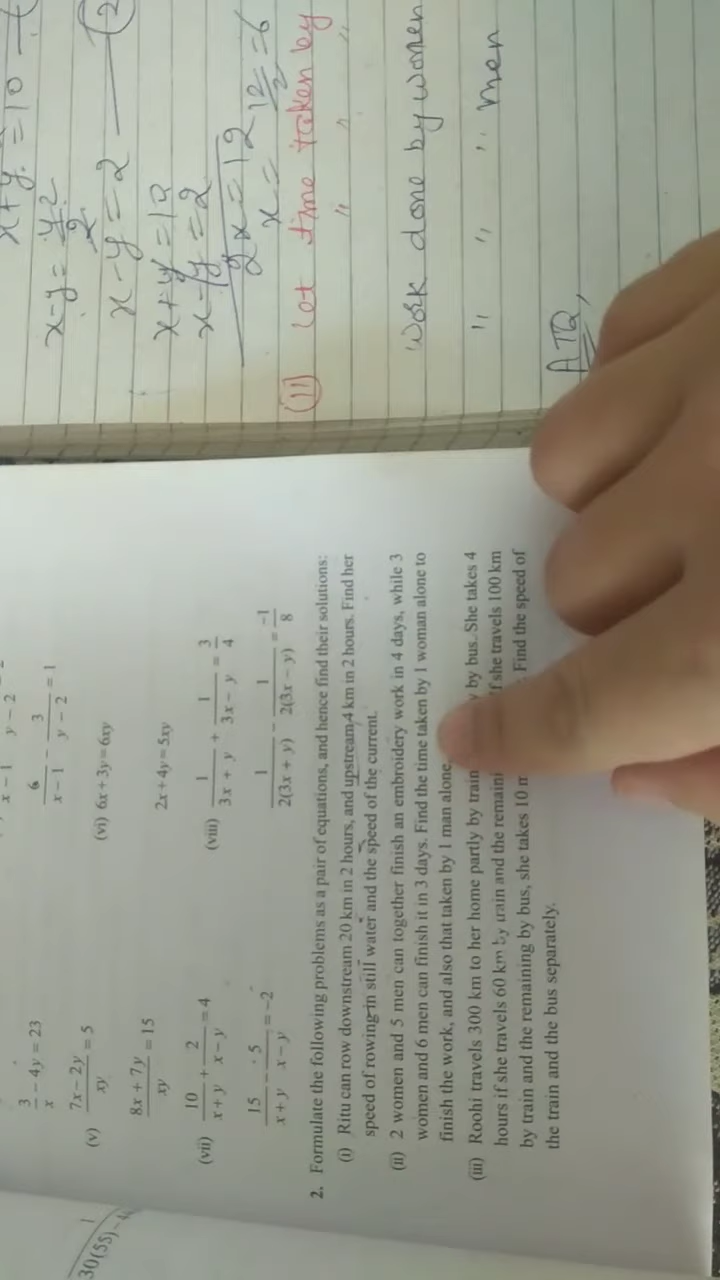 x+y = 10
x-y = y2
2
x-y = 2 (2
x+y = 10
x-y = 2
2x = 12
x = 12 = 6
2
(ii) let time taken by
" " " "
work done by women
" " " men
ATQ,
x - 1 y - 2
6/(x - 1) - 3/(y - 2) = 1
3/x - 4y = 23
(v) (7x - 2y)/xy = 5
(vi) 6x + 3y = 6xy
(8x + 7y)/xy = 15
2x + 4y = 5xy
(vii) 10/(x + y) + 2/(x - y) = 4
(viii) 1/(3x + y) + 1/(3x - y) = 3/4
15/(x + y) - 5/(x - y) = -2
1/2(3x + y) - 1/2(3x - y) = -1/8
2. Formulate the following problems as a pair of equations, and hence find their solutions:
(i) Ritu can row downstream 20 km in 2 hours, and upstream 4 km in 2 hours. Find her
speed of rowing in still water and the speed of the current.
(ii) 2 women and 5 men can together finish an embroidery work in 4 days, while 3
women and 6 men can finish it in 3 days. Find the time taken by 1 woman alone to
finish the work, and also that taken by 1 man alone.
(iii) Roohi travels 300 km to her home partly by train by bus. She takes 4
hours if she travels 60 km by train and the remaini if she travels 100 km
by train and the remaining by bus, she takes 10 m Find the speed of
the train and the bus separately.
1
30(55)